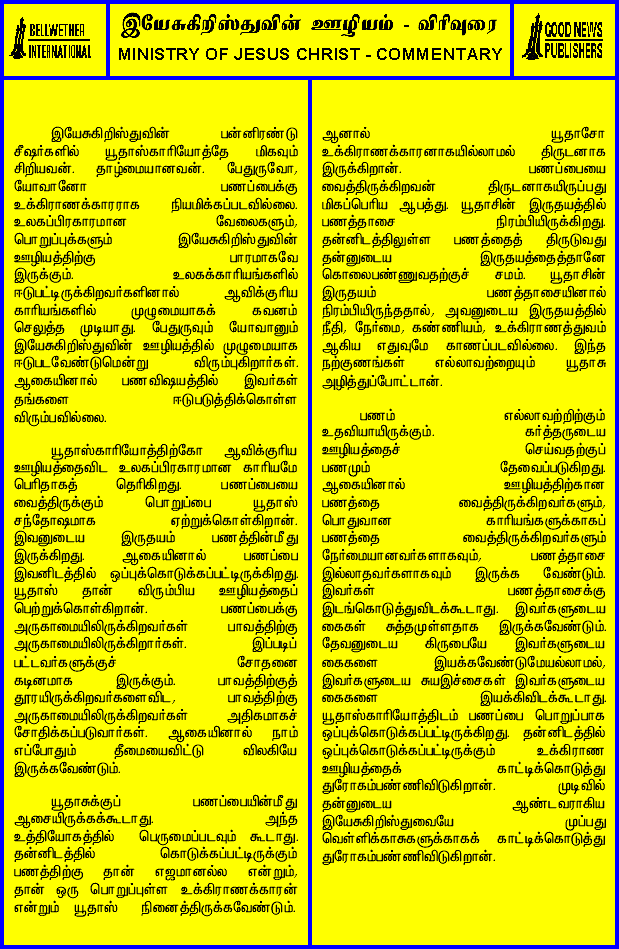 BELLWETHER
INTERNATIONAL
இயேசுகிறிஸ்துவின் ஊழியம் - விரிவுரை
MINISTRY OF JESUS CHRIST - COMMENTARY
GOOD NEWS
PUBLISHERS
இயேசுகிறிஸ்துவின் பன்னிரண்டு
சீஷர்களில் யூதாஸ்காரியோத்தே மிகவும்
சிறியவன். தாழ்மையானவன். பேதுருவோ,
யோவானோ பணப்பைக்கு
உக்கிராணக்காரராக நியமிக்கப்படவில்லை.
உலகப்பிரகாரமான வேலைகளும்,
பொறுப்புக்களும் இயேசுகிறிஸ்துவின்
ஊழியத்திற்கு பாரமாகவே
இருக்கும். உலகக்காரியங்களில்
ஈடுபட்டிருக்கிறவர்களினால் ஆவிக்குரிய
காரியங்களில் முழுமையாகக் கவனம்
செலுத்த முடியாது. பேதுருவும் யோவானும்
இயேசுகிறிஸ்துவின் ஊழியத்தில் முழுமையாக
ஈடுபடவேண்டுமென்று விரும்புகிறார்கள்.
ஆகையினால் பணவிஷயத்தில் இவர்கள்
தங்களை ஈடுபடுத்திக்கொள்ள
விரும்பவில்லை.
யூதாஸ்காரியோத்திற்கோ ஆவிக்குரிய
ஊழியத்தைவிட உலகப்பிரகாரமான காரியமே
பெரிதாகத் தெரிகிறது. பணப்பையை
வைத்திருக்கும் பொறுப்பை யூதாஸ்
சந்தோஷமாக ஏற்றுக்கொள்கிறான்.
இவனுடைய இருதயம் பணத்தின்மீது
இருக்கிறது. ஆகையினால் பணப்பை
இவனிடத்தில் ஒப்புக்கொடுக்கப்பட்டிருக்கிறது.
யூதாஸ் தான் விரும்பிய ஊழியத்தைப்
பெற்றுக்கொள்கிறான். பணப்பைக்கு
அருகாமையிலிருக்கிறவர்கள் பாவத்திற்கு
அருகாமையிலிருக்கிறார்கள். இப்படிப்
பட்டவர்களுக்குச் சோதனை
கடினமாக இருக்கும். பாவத்திற்குத்
தூரயிருக்கிறவர்களைவிட, பாவத்திற்கு
அருகாமையிலிருக்கிறவர்கள் அதிகமாகச்
சோதிக்கப்படுவார்கள். ஆகையினால் நாம்
எப்போதும் தீமையைவிட்டு விலகியே
இருக்கவேண்டும்.
யூதாசுக்குப் பணப்பையின்மீது
ஆசையிருக்கக்கூடாது. அந்த
உத்தியோகத்தில் பெருமைப்படவும் கூடாது.
தன்னிடத்தில் கொடுக்கப்பட்டிருக்கும்
பணத்திற்கு தான் எஜமானல்ல என்றும்,
தான் ஒரு பொறுப்புள்ள உக்கிராணக்காரன்
என்றும் யூதாஸ் நினைத்திருக்கவேண்டும்.
ஆனால் யூதாசோ
உக்கிராணக்காரனாகயில்லாமல் திருடனாக
இருக்கிறான். பணப்பையை
வைத்திருக்கிறவன் திருடனாகயிருப்பது
மிகப்பெரிய ஆபத்து. யூதாசின் இருதயத்தில்
பணத்தாசை நிரம்பியிருக்கிறது.
தன்னிடத்திலுள்ள பணத்தைத் திருடுவது
தன்னுடைய இருதயத்தைத்தானே
கொலைபண்ணுவதற்குச் சமம். யூதாசின்
இருதயம் பணத்தாசையினால்
நிரம்பியிருந்ததால், அவனுடைய இருதயத்தில்
நீதி, நேர்மை, கண்ணியம், உக்கிராணத்துவம்
ஆகிய எதுவுமே காணப்படவில்லை. இந்த
நற்குணங்கள் எல்லாவற்றையும் யூதாசு
அழித்துப்போட்டான்.
பணம் எல்லாவற்றிற்கும்
உதவியாயிருக்கும். கர்த்தருடைய
ஊழியத்தைச் செய்வதற்குப்
பணமும் தேவைப்படுகிறது.
ஆகையினால் ஊழியத்திற்கான
பணத்தை வைத்திருக்கிறவர்களும்,
பொதுவான காரியங்களுக்காகப்
பணத்தை வைத்திருக்கிறவர்களும்
நேர்மையானவர்களாகவும், பணத்தாசை
இல்லாதவர்களாகவும் இருக்க வேண்டும்.
இவர்கள் பணத்தாசைக்கு
இடங்கொடுத்துவிடக்கூடாது. இவர்களுடைய
கைகள் சுத்தமுள்ளதாக இருக்கவேண்டும்.
தேவனுடைய கிருபையே இவர்களுடைய
கைகளை இயக்கவேண்டுமேயல்லாமல்,
இவர்களுடைய சுயஇச்சைகள் இவர்களுடைய
கைகளை இயக்கிவிடக்கூடாது.
யூதாஸ்காரியோத்திடம் பணப்பை பொறுப்பாக
ஒப்புக்கொடுக்கப்பட்டிருக்கிறது. தன்னிடத்தில்
ஒப்புக்கொடுக்கப்பட்டிருக்கும் உக்கிராண
ஊழியத்தைக் காட்டிக்கொடுத்து
துரோகம்பண்ணிவிடுகிறான். முடிவில்
தன்னுடைய ஆண்டவராகிய
இயேசுகிறிஸ்துவையே முப்பது
வெள்ளிக்காசுகளுக்காகக் காட்டிக்கொடுத்து
துரோகம்பண்ணிவிடுகிறான்.